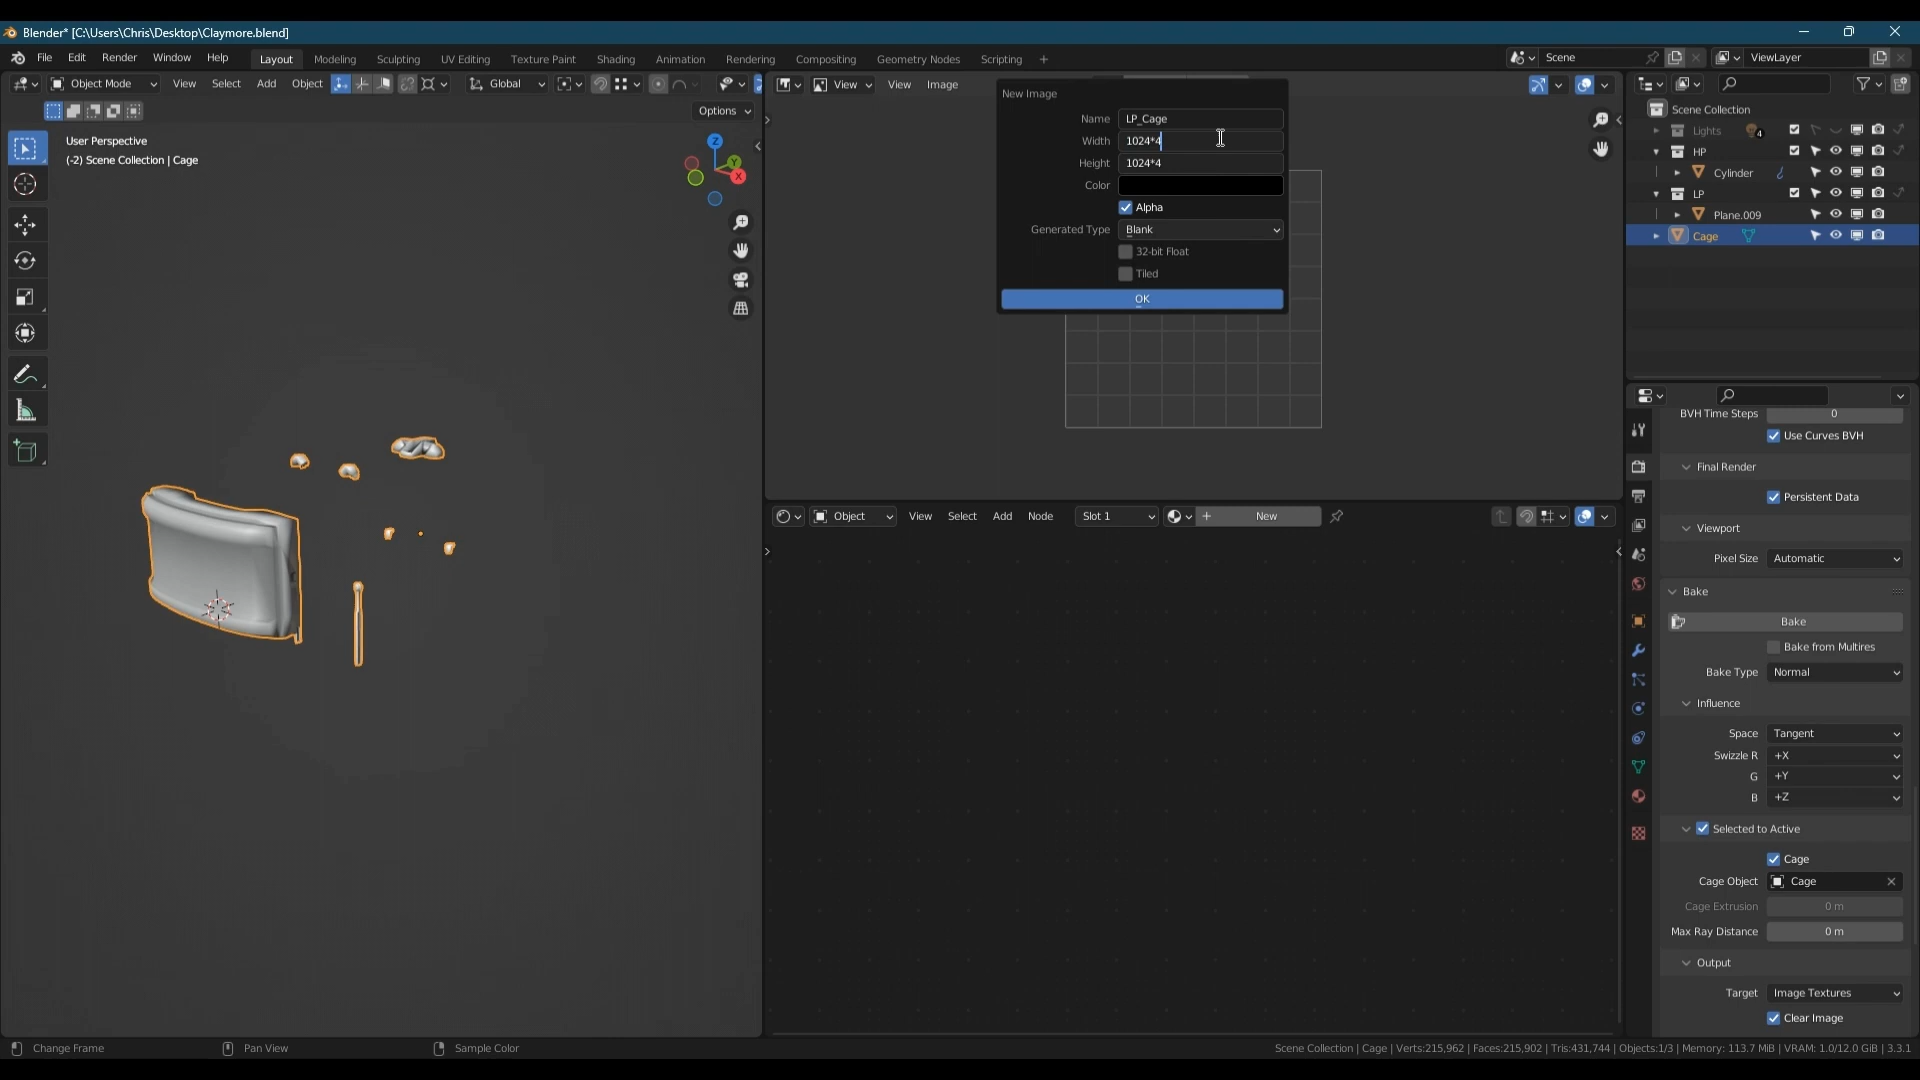 Blender* [C:\Users\Chris\Desktop\Claymore.blend]
File Edit Render Window Help Layout Modeling Sculpting UV Editing Texture Paint Shading Animation Rendering Compositing Geometry Nodes Scripting + Scene ViewLayer
Object Mode View Select Add Object Global View View Image
Options
User Perspective
(-2) Scene Collection | Cage
Z
Y
X
New Image
Name LP_Cage
Width 1024*4
Height 1024*4
Color
Alpha
Generated Type Blank
32-bit Float
Tiled
OK
Scene Collection
Lights 4
HP
Cylinder
LP
Plane.009
Cage
Object View Select Add Node Slot 1 + New
BVH Time Steps 0
Use Curves BVH
Final Render
Persistent Data
Viewport
Pixel Size Automatic
Bake
Bake
Bake from Multires
Bake Type Normal
Influence
Space Tangent
Swizzle R +X
G +Y
B +Z
Selected to Active
Cage
Cage Object Cage
Cage Extrusion 0 m
Max Ray Distance 0 m
Output
Target Image Textures
Clear Image
Change Frame Pan View Sample Color
Scene Collection | Cage | Verts:215,962 | Faces:215,902 | Tris:431,744 | Objects:1/3 | Memory: 113.7 MiB | VRAM: 1.0/12.0 GiB | 3.3.1